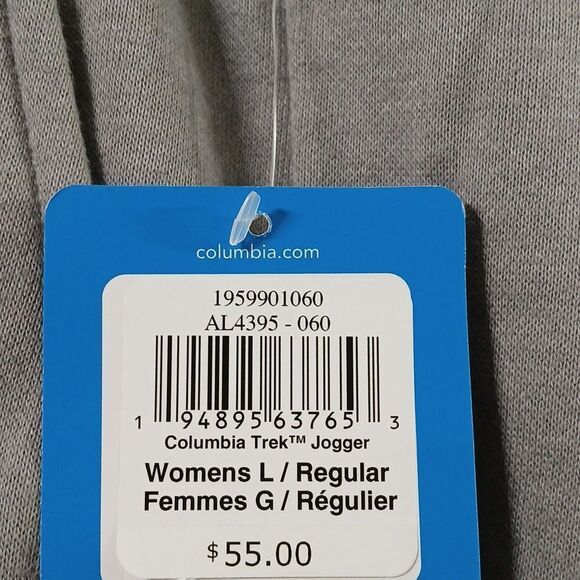 columbia.com
1959901060
AL4395 - 060
1 94895 63765 3
Columbia Trek™ Jogger
Womens L / Regular
Femmes G / Régulier
$55.00